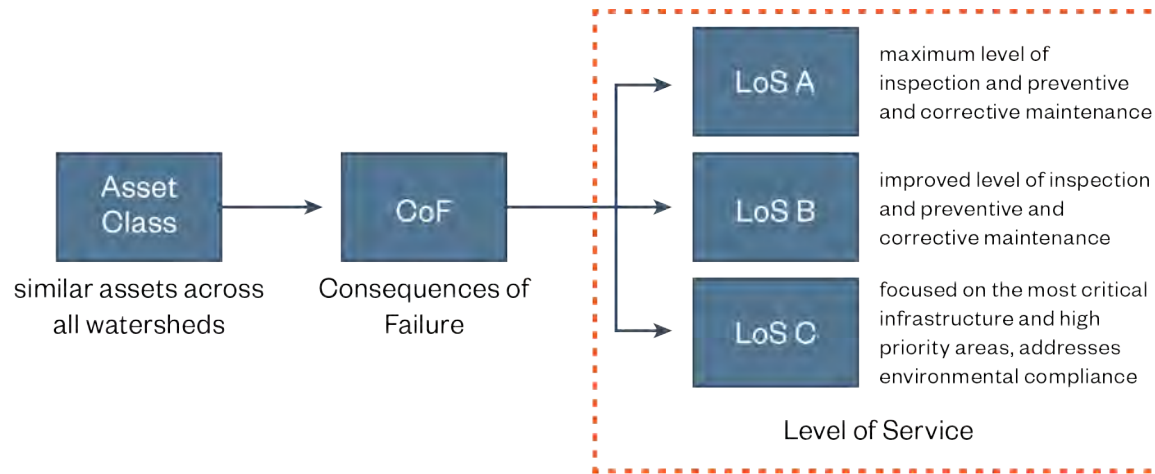 Asset
Class
similar assets across
all watersheds
CoF
Consequences of
Failure
LoS A
maximum level of
inspection and preventive
and corrective maintenance
LoS B
improved level of inspection
and preventive and
corrective maintenance
LoS C
focused on the most critical
infrastructure and high
priority areas, addresses
environmental compliance
Level of Service